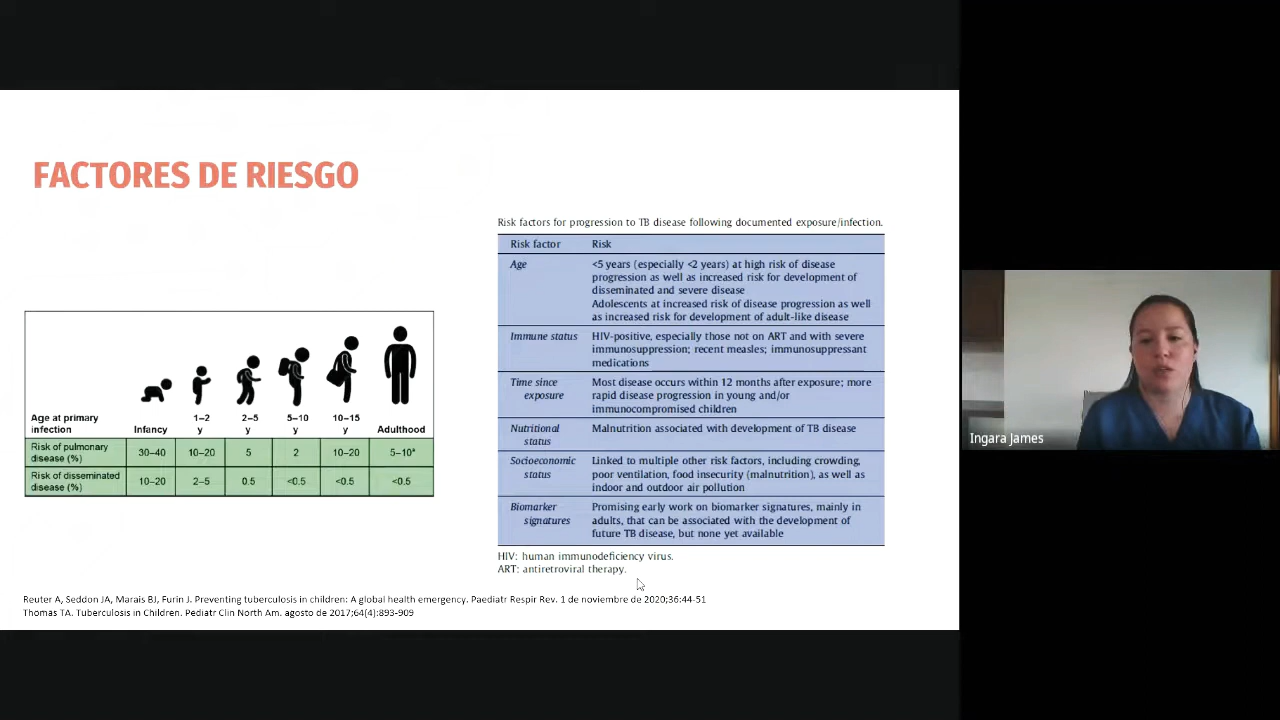 FACTORES DE RIESGO
Age at primary infection
Infancy
1–2 y
2–5 y
5–10 y
10–15 y
Adulthood
Risk of pulmonary disease (%)
30–40
10–20
5
2
10–20
5–10*
Risk of disseminated disease (%)
10–20
2–5
0.5
<0.5
<0.5
<0.5
Risk factors for progression to TB disease following documented exposure/infection.
Risk factor Risk
Age <5 years (especially <2 years) at high risk of disease
progression as well as increased risk for development of
disseminated and severe disease
Adolescents at increased risk of disease progression as well
as increased risk for development of adult-like disease
Immune status HIV-positive, especially those not on ART and with severe
immunosuppression; recent measles; immunosuppressant
medications
Time since Most disease occurs within 12 months after exposure; more
exposure rapid disease progression in young and/or
immunocompromised children
Nutritional Malnutrition associated with development of TB disease
status
Socioeconomic Linked to multiple other risk factors, including crowding,
status poor ventilation, food insecurity (malnutrition), as well as
indoor and outdoor air pollution
Biomarker Promising early work on biomarker signatures, mainly in
signatures adults, that can be associated with the development of
future TB disease, but none yet available
HIV: human immunodeficiency virus.
ART: antiretroviral therapy.
Reuter A, Seddon JA, Marais BJ, Furin J. Preventing tuberculosis in children: A global health emergency. Paediatr Respir Rev. 1 de noviembre de 2020;36:44-51
Thomas TA. Tuberculosis in Children. Pediatr Clin North Am. agosto de 2017;64(4):893-909
Ingara James